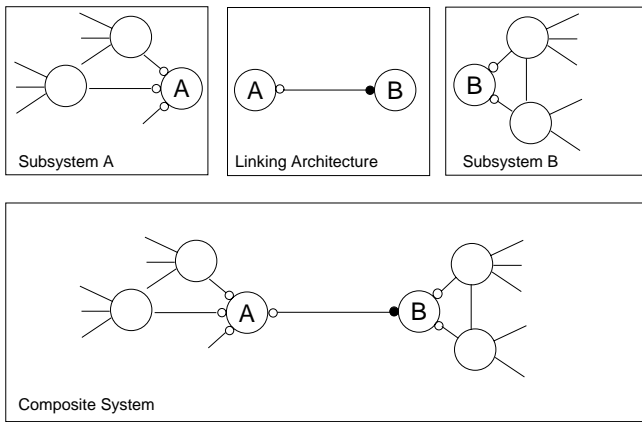 A
Subsystem A
A
B
Linking Architecture
B
Subsystem B
A
B
Composite System